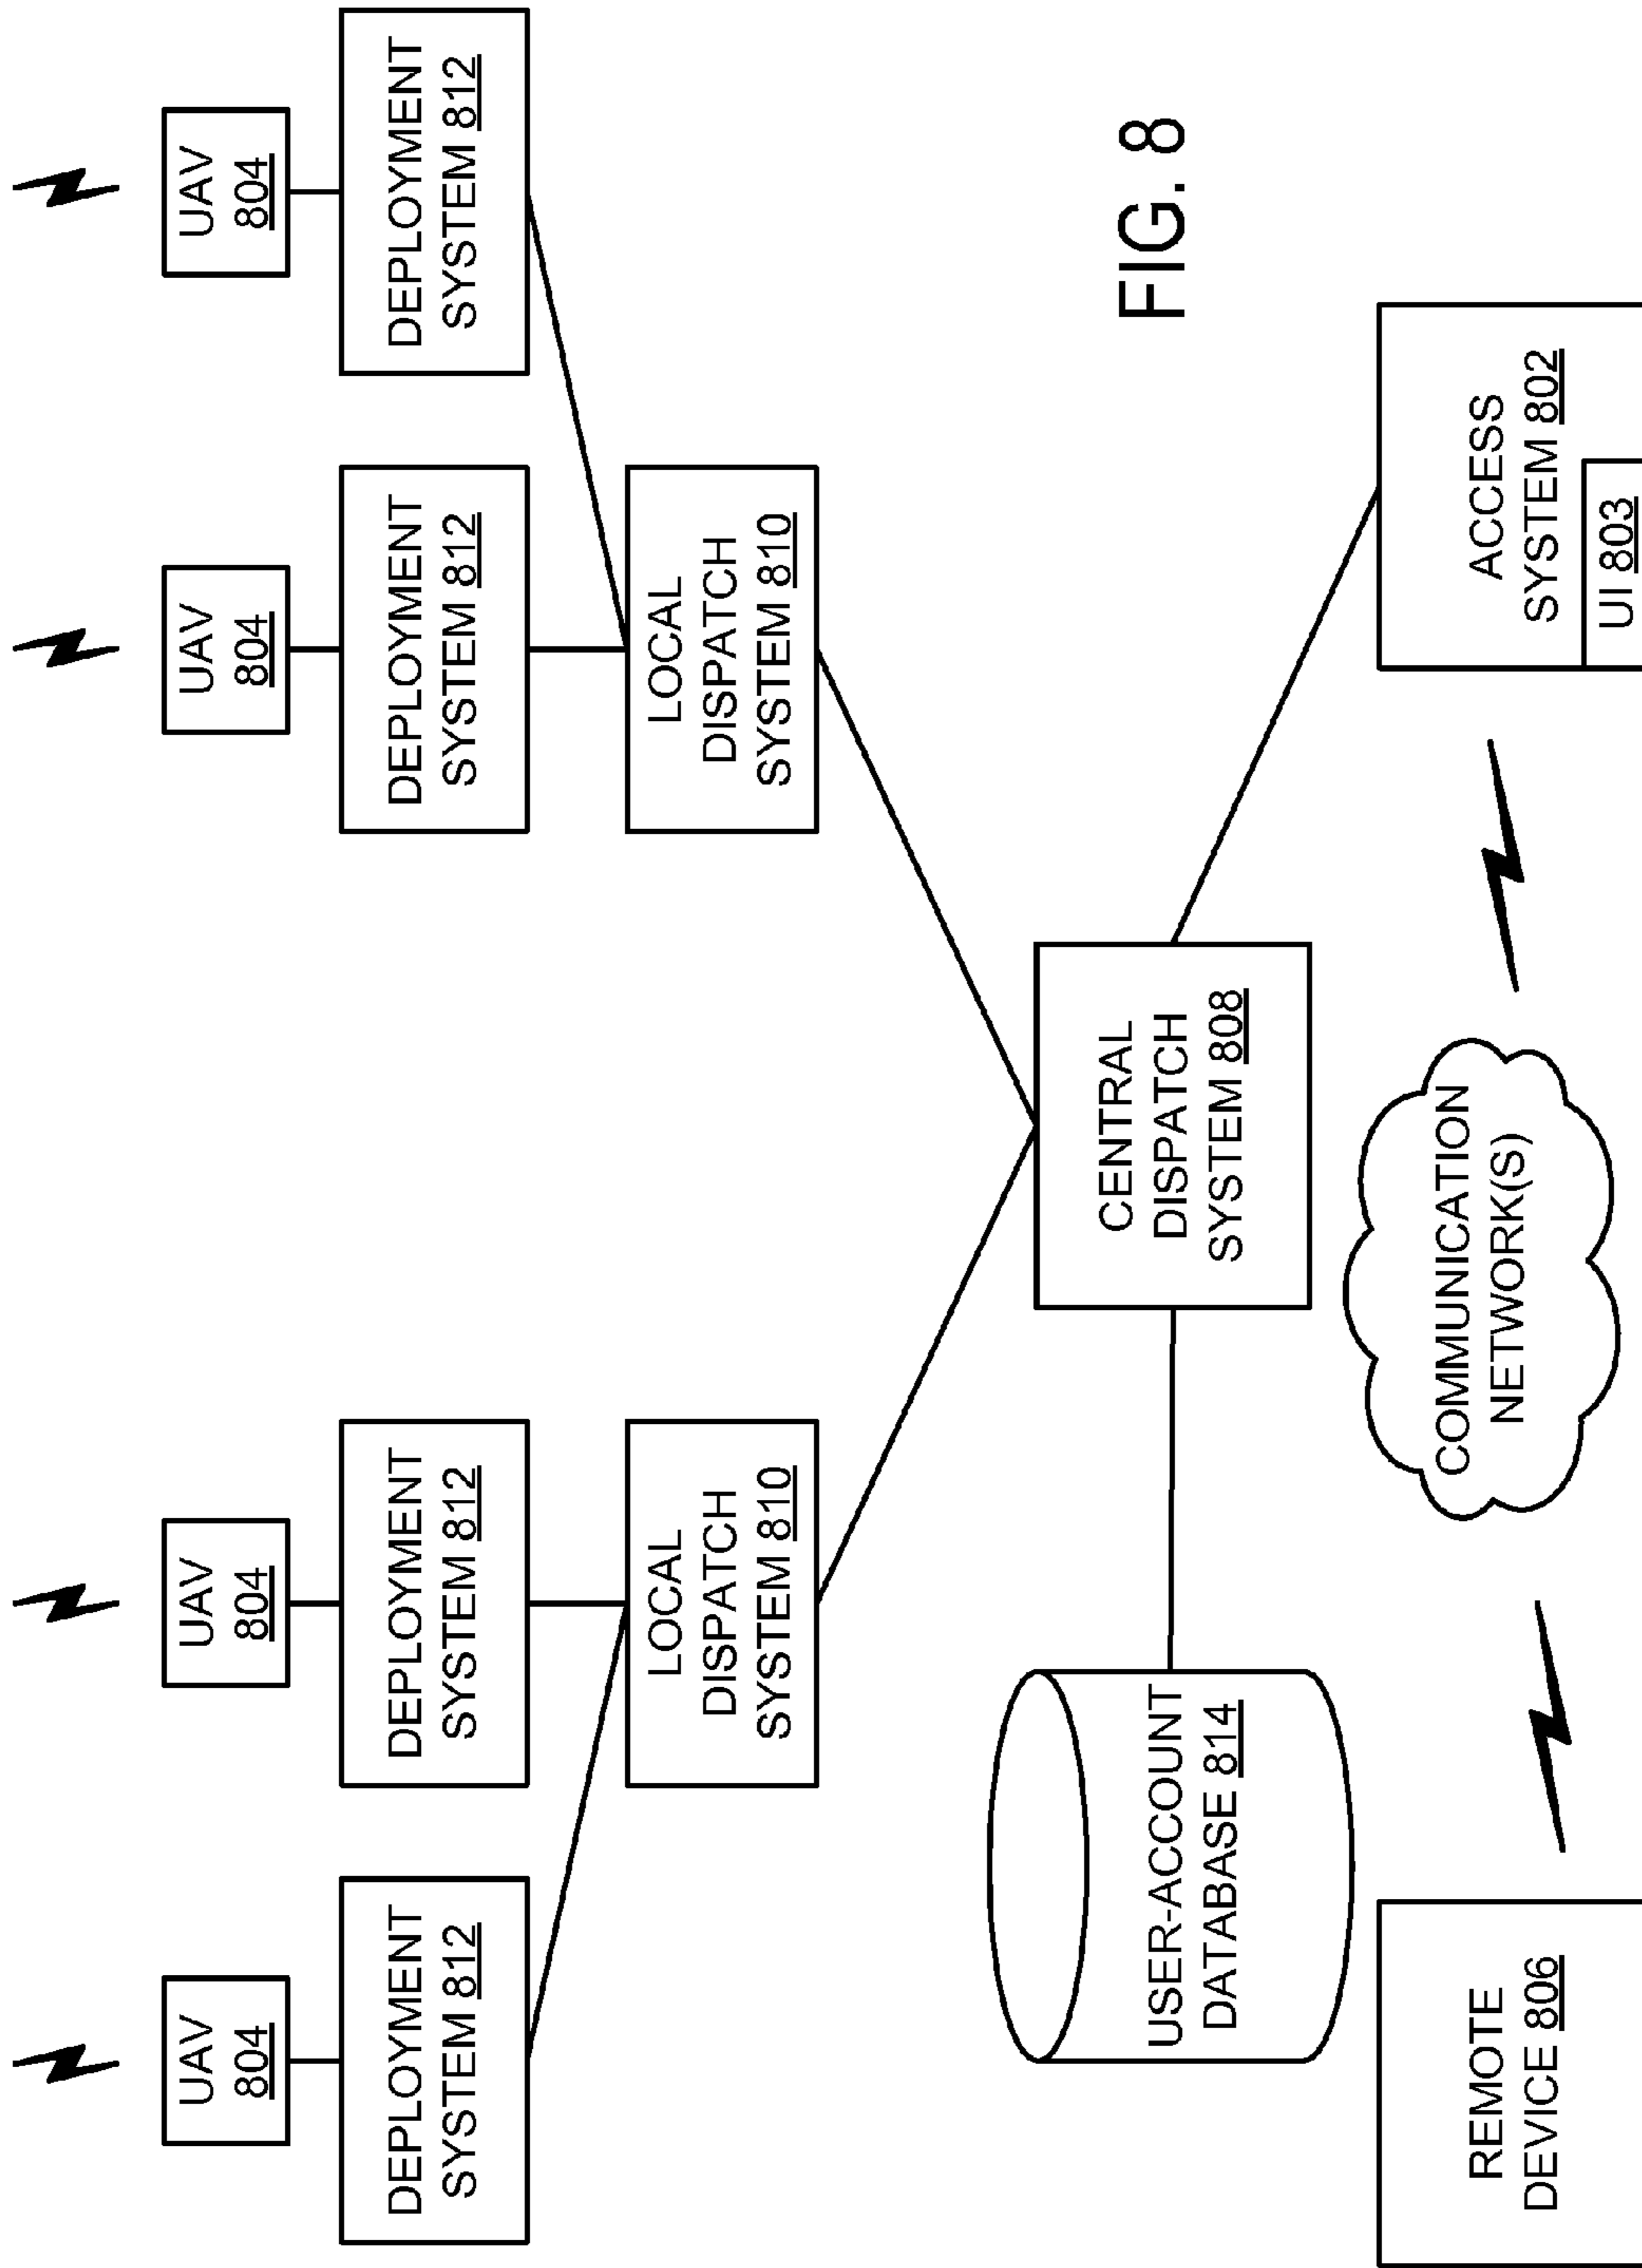 UAV
804
UAV
804
UAV
804
UAV
804
DEPLOYMENT
SYSTEM 812
DEPLOYMENT
SYSTEM 812
DEPLOYMENT
SYSTEM 812
DEPLOYMENT
SYSTEM 812
LOCAL
DISPATCH
SYSTEM 810
LOCAL
DISPATCH
SYSTEM 810
USER-ACCOUNT
DATABASE 814
CENTRAL
DISPATCH
SYSTEM 808
FIG. 8
REMOTE
DEVICE 806
COMMUNICATION
NETWORK(S)
ACCESS
SYSTEM 802
UI 803